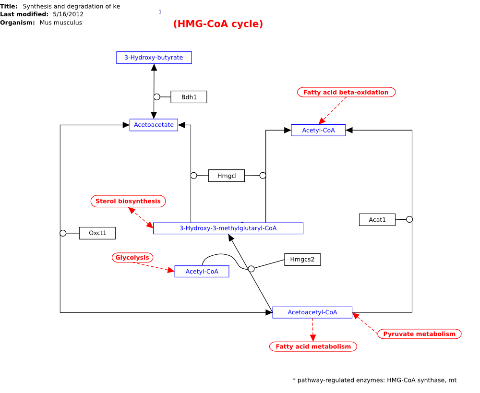 Title: Synthesis and degradation of ke
Last modified: 5/16/2012
Organism: Mus musculus
1
(HMG-CoA cycle)
3-Hydroxy-butyrate
Bdh1
Fatty acid beta-oxidation
Acetoacetate
Acetyl-CoA
Hmgcl
Sterol biosynthesis
Acat1
3-Hydroxy-3-methylglutaryl-CoA
Oxct1
Glycolysis
Hmgcs2
Acetyl-CoA
Acetoacetyl-CoA
Pyruvate metabolism
Fatty acid metabolism
* pathway-regulated enzymes: HMG-CoA synthase, mt